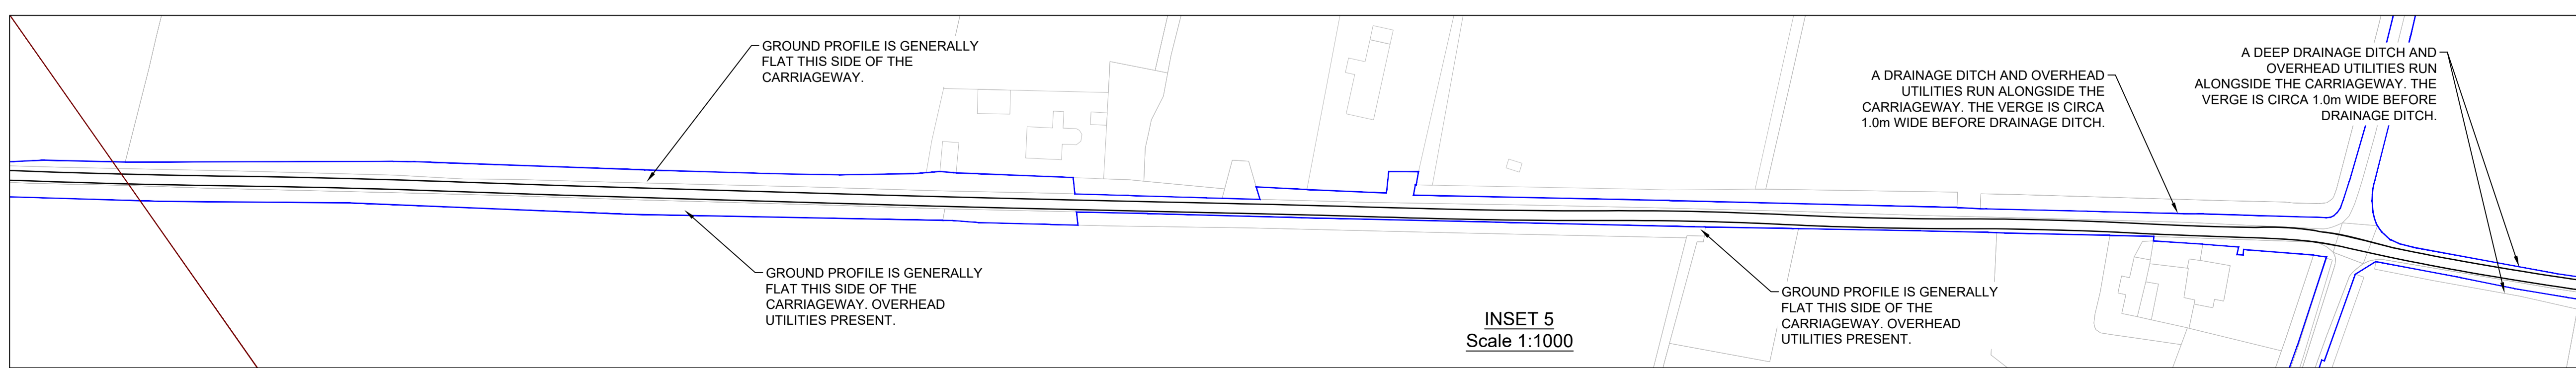 GROUND PROFILE IS GENERALLY
FLAT THIS SIDE OF THE
CARRIAGEWAY.
GROUND PROFILE IS GENERALLY
FLAT THIS SIDE OF THE
CARRIAGEWAY. OVERHEAD
UTILITIES PRESENT.
INSET 5
Scale 1:1000
A DRAINAGE DITCH AND OVERHEAD
UTILITIES RUN ALONGSIDE THE
CARRIAGEWAY. THE VERGE IS CIRCA
1.0m WIDE BEFORE DRAINAGE DITCH.
GROUND PROFILE IS GENERALLY
FLAT THIS SIDE OF THE
CARRIAGEWAY. OVERHEAD
UTILITIES PRESENT.
A DEEP DRAINAGE DITCH AND
OVERHEAD UTILITIES RUN
ALONGSIDE THE CARRIAGEWAY. THE
VERGE IS CIRCA 1.0m WIDE BEFORE
DRAINAGE DITCH.